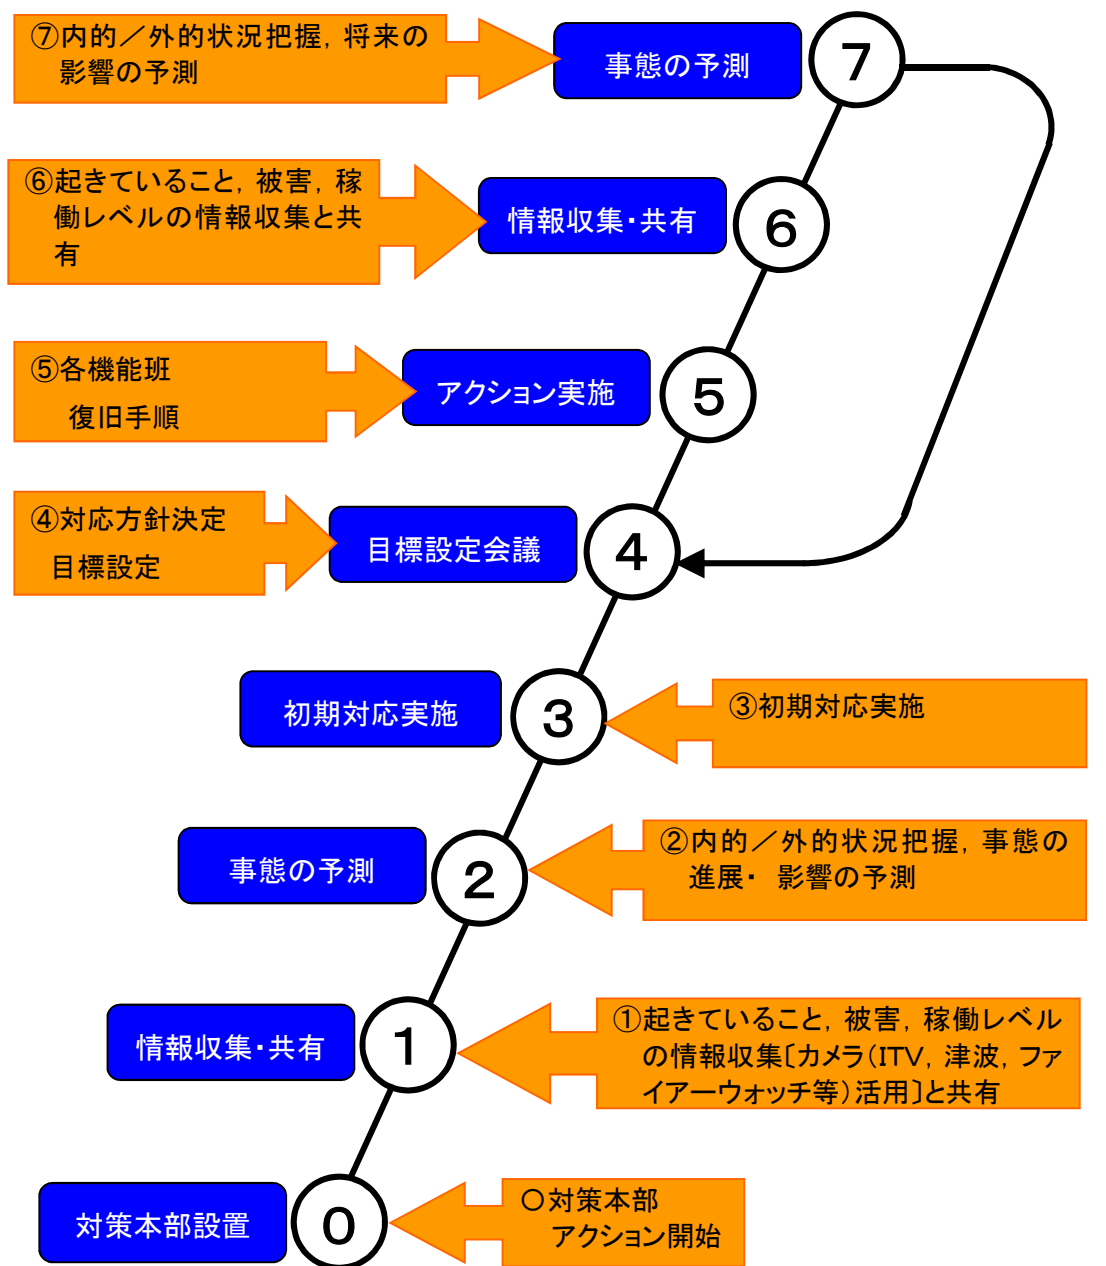 ⑦内的／外的状況把握，将来の
影響の予測
事態の予測
7
⑥起きていること，被害，稼
働レベルの情報収集と共
有
情報収集・共有
6
⑤各機能班
復旧手順
アクション実施
5
④対応方針決定
目標設定
目標設定会議
4
初期対応実施
3
③初期対応実施
事態の予測
2
②内的／外的状況把握，事態の
進展・ 影響の予測
情報収集・共有
1
①起きていること，被害，稼働レベル
の情報収集〔カメラ（ITV，津波，ファ
イアーウォッチ等）活用〕と共有
対策本部設置
0
〇対策本部
アクション開始